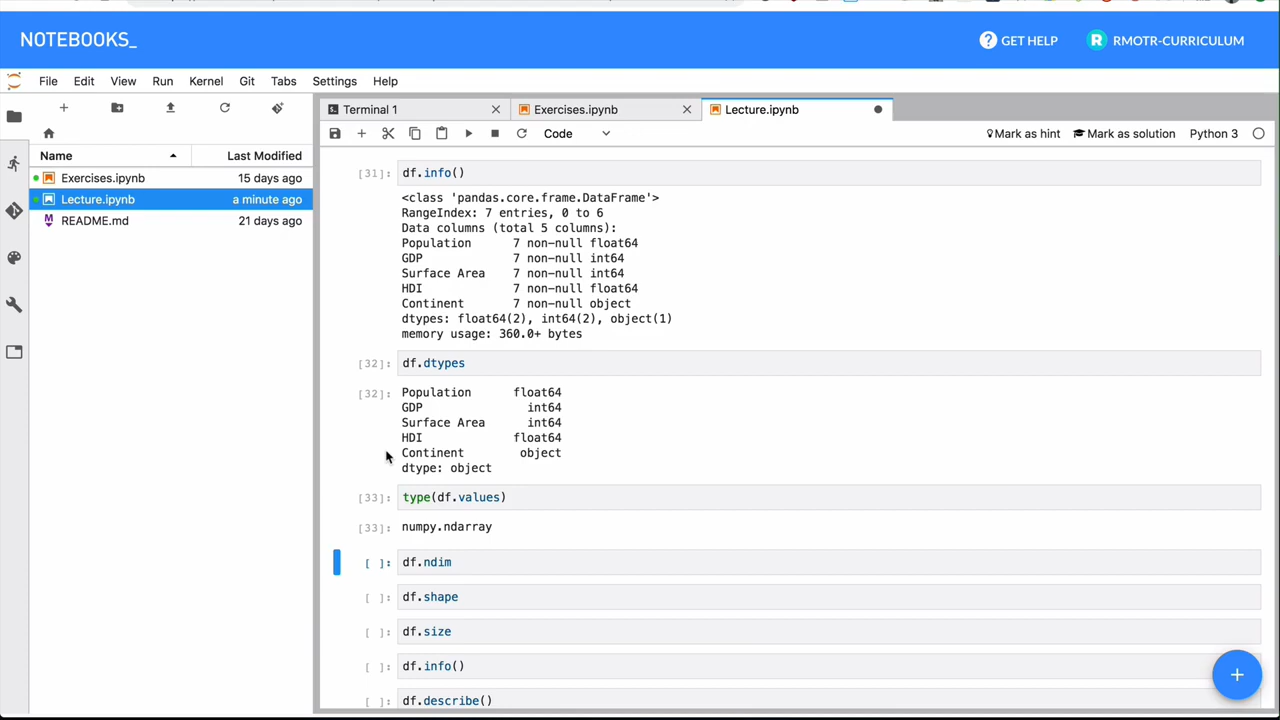 NOTEBOOKS_
GET HELP
R RMOTR-CURRICULUM
File Edit View Run Kernel Git Tabs Settings Help
Terminal 1
Exercises.ipynb
Lecture.ipynb
Code
Mark as hint
Mark as solution
Python 3
Name Last Modified
Exercises.ipynb 15 days ago
Lecture.ipynb a minute ago
README.md 21 days ago
[31]: df.info()
<class 'pandas.core.frame.DataFrame'>
RangeIndex: 7 entries, 0 to 6
Data columns (total 5 columns):
Population 7 non-null float64
GDP 7 non-null int64
Surface Area 7 non-null int64
HDI 7 non-null float64
Continent 7 non-null object
dtypes: float64(2), int64(2), object(1)
memory usage: 360.0+ bytes
[32]: df.dtypes
[32]: Population float64
GDP int64
Surface Area int64
HDI float64
Continent object
dtype: object
[33]: type(df.values)
[33]: numpy.ndarray
[ ]: df.ndim
[ ]: df.shape
[ ]: df.size
[ ]: df.info()
[ ]: df.describe()